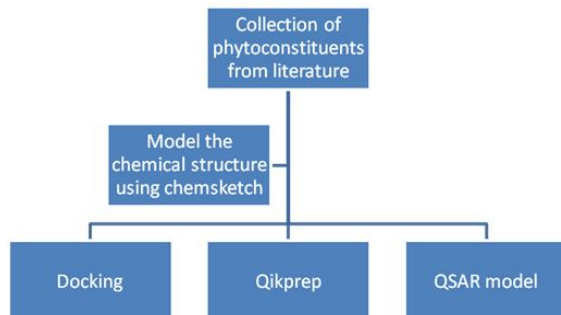 Collection of
phytoconstituents
from literature
Model the
chemical structure
using chemsketch
Docking
Qikprep
QSAR model